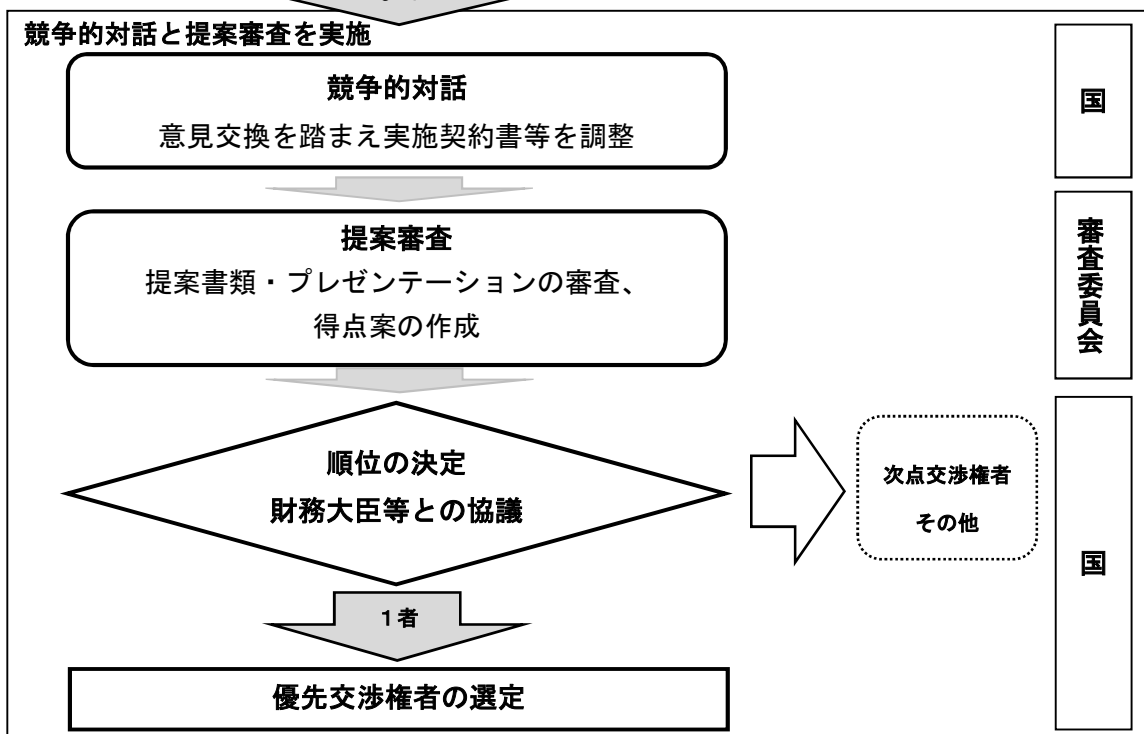 競争的対話と提案審査を実施
競争的対話
意見交換を踏まえ実施契約書等を調整
国
提案審査
提案書類・プレゼンテーションの審査、
得点案の作成
審査委員会
順位の決定
財務大臣等との協議
次点交渉権者
その他
国
1者
優先交渉権者の選定